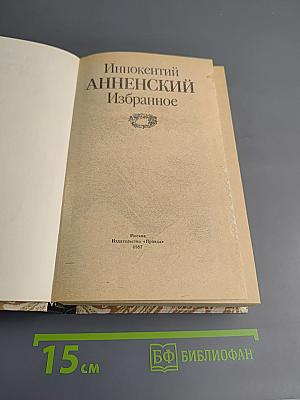 Иннокентий
АННЕНСКИЙ
Избранное
Москва
Издательство «Правда»
1987
15 см
БФ БИБЛИОФАН